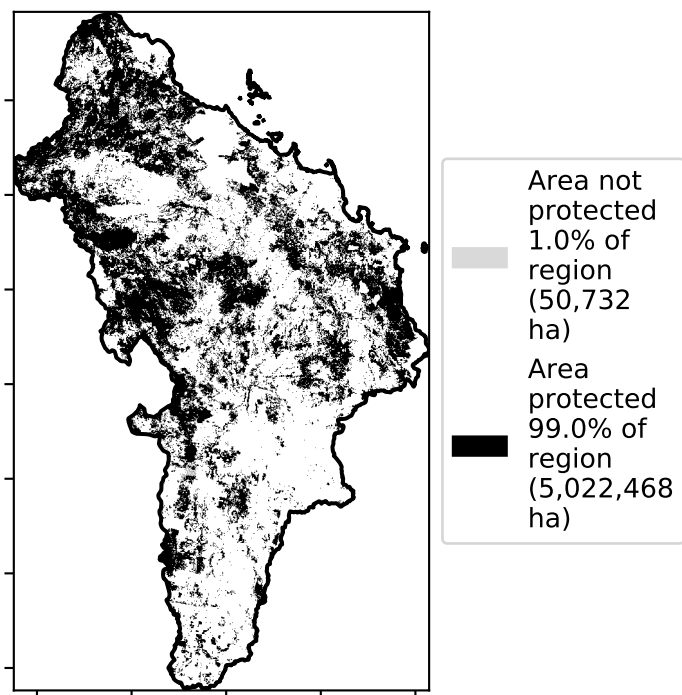 Area not
protected
1.0% of
region
(50,732
ha)
Area
protected
99.0% of
region
(5,022,468
ha)